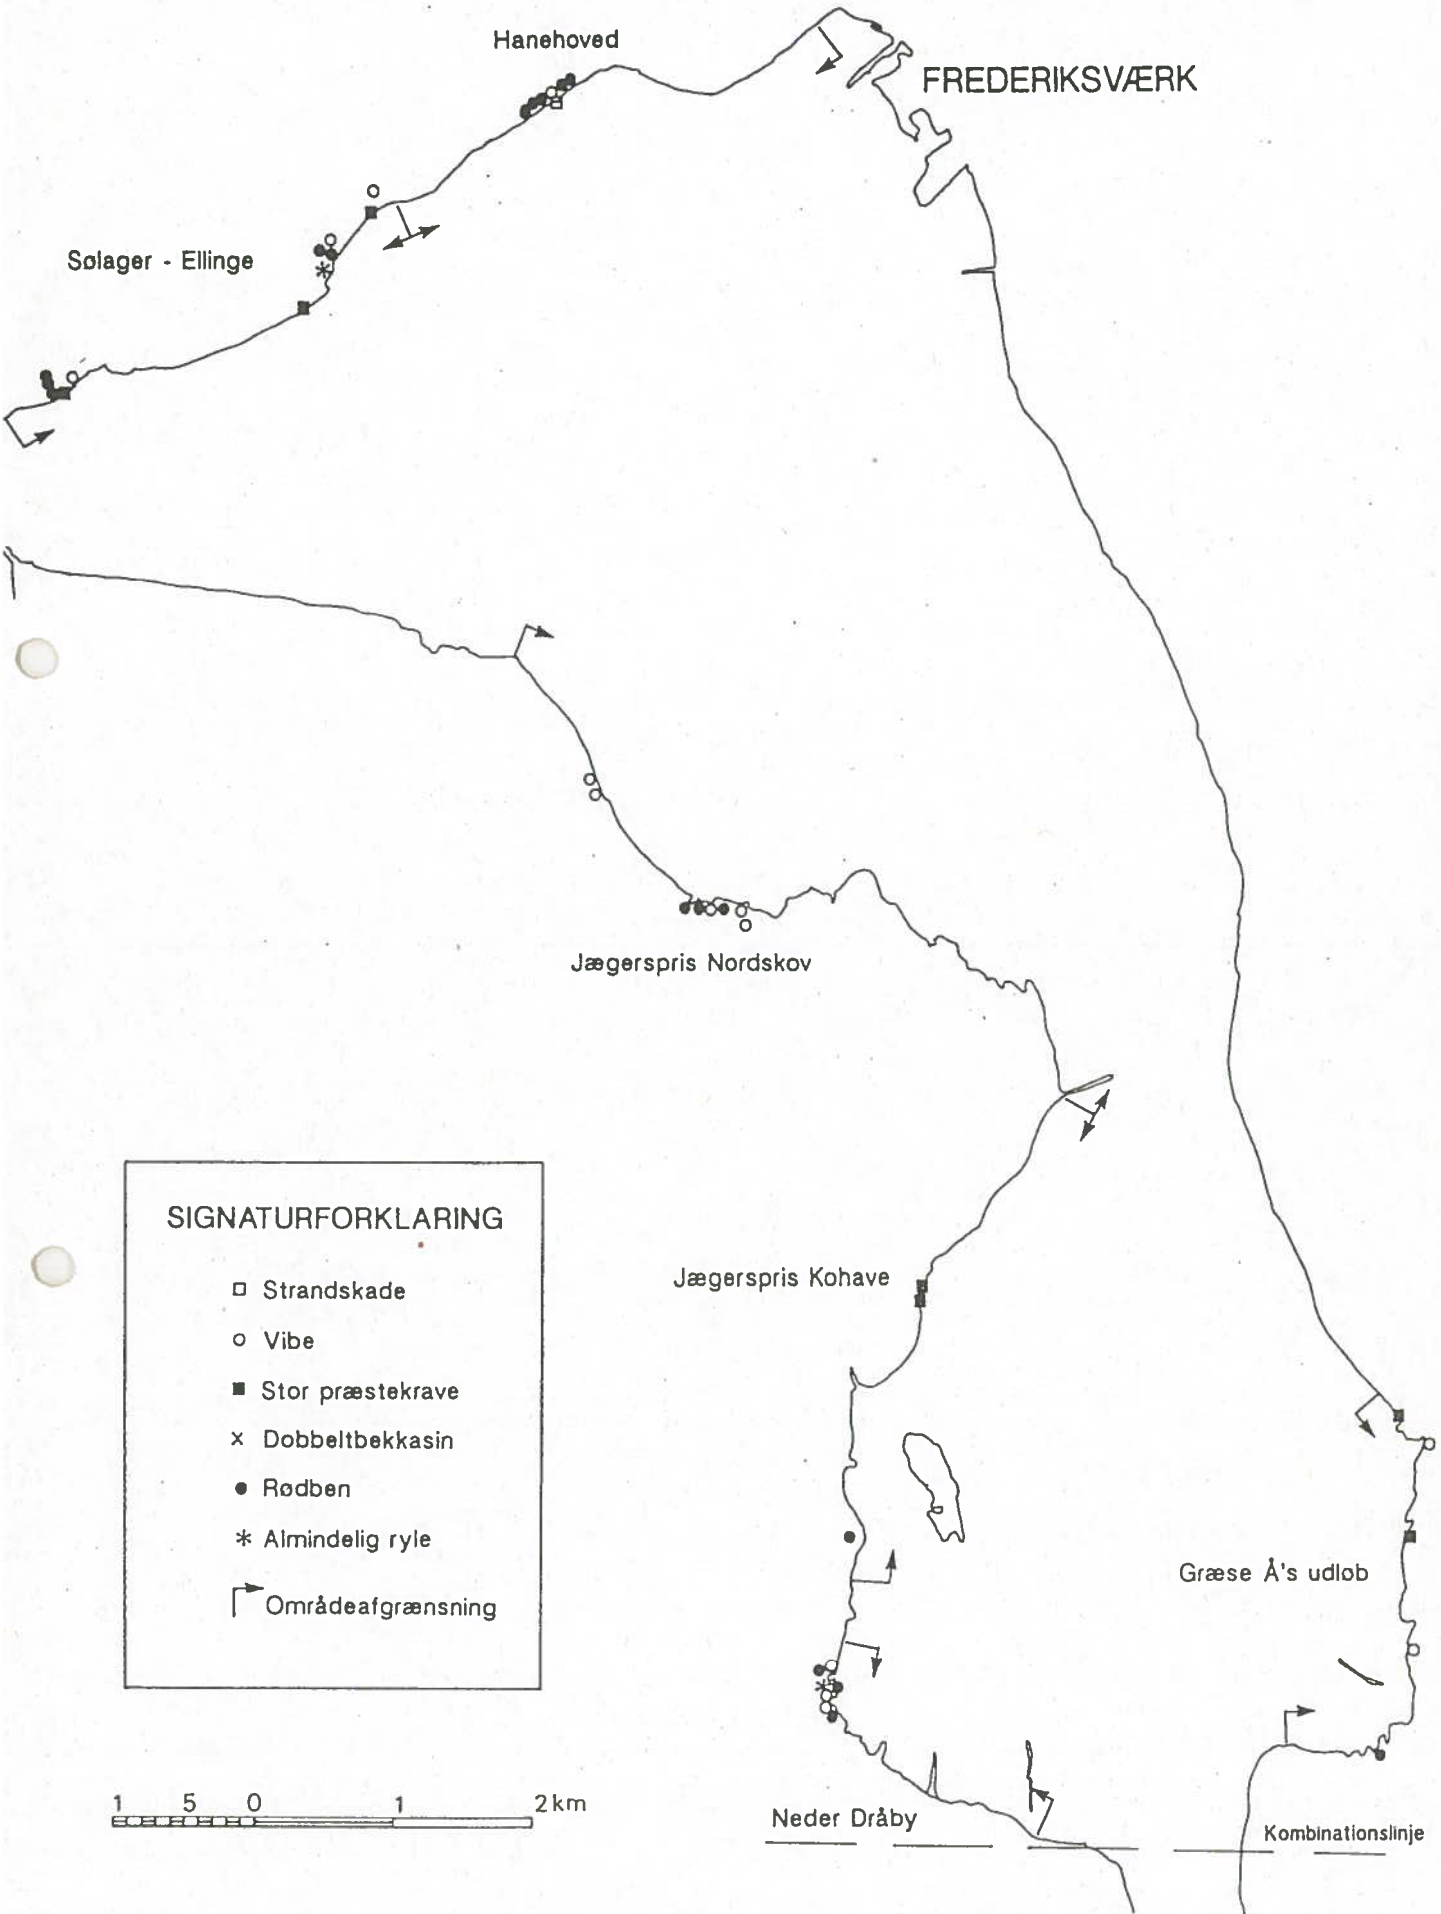 Hanehoved
FREDERIKSVÆRK
Sølager - Ellinge
Jægerspris Nordskov
SIGNATURFORKLARING
Strandskade
Vibe
Stor præstekrave
x Dobbeltbekkasin
Rødben
* Almindelig ryle
Områdeafgrænsning
Jægerspris Kohave
Græse Å's udløb
1 5 0 1 2 km
Neder Dråby
Kombinationslinje